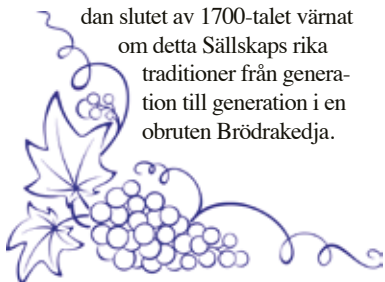 dan slutet av 1700-talet värnat
om detta Sällskaps rika
traditioner från genera-
tion till generation i en
obruten Brödrakedja.